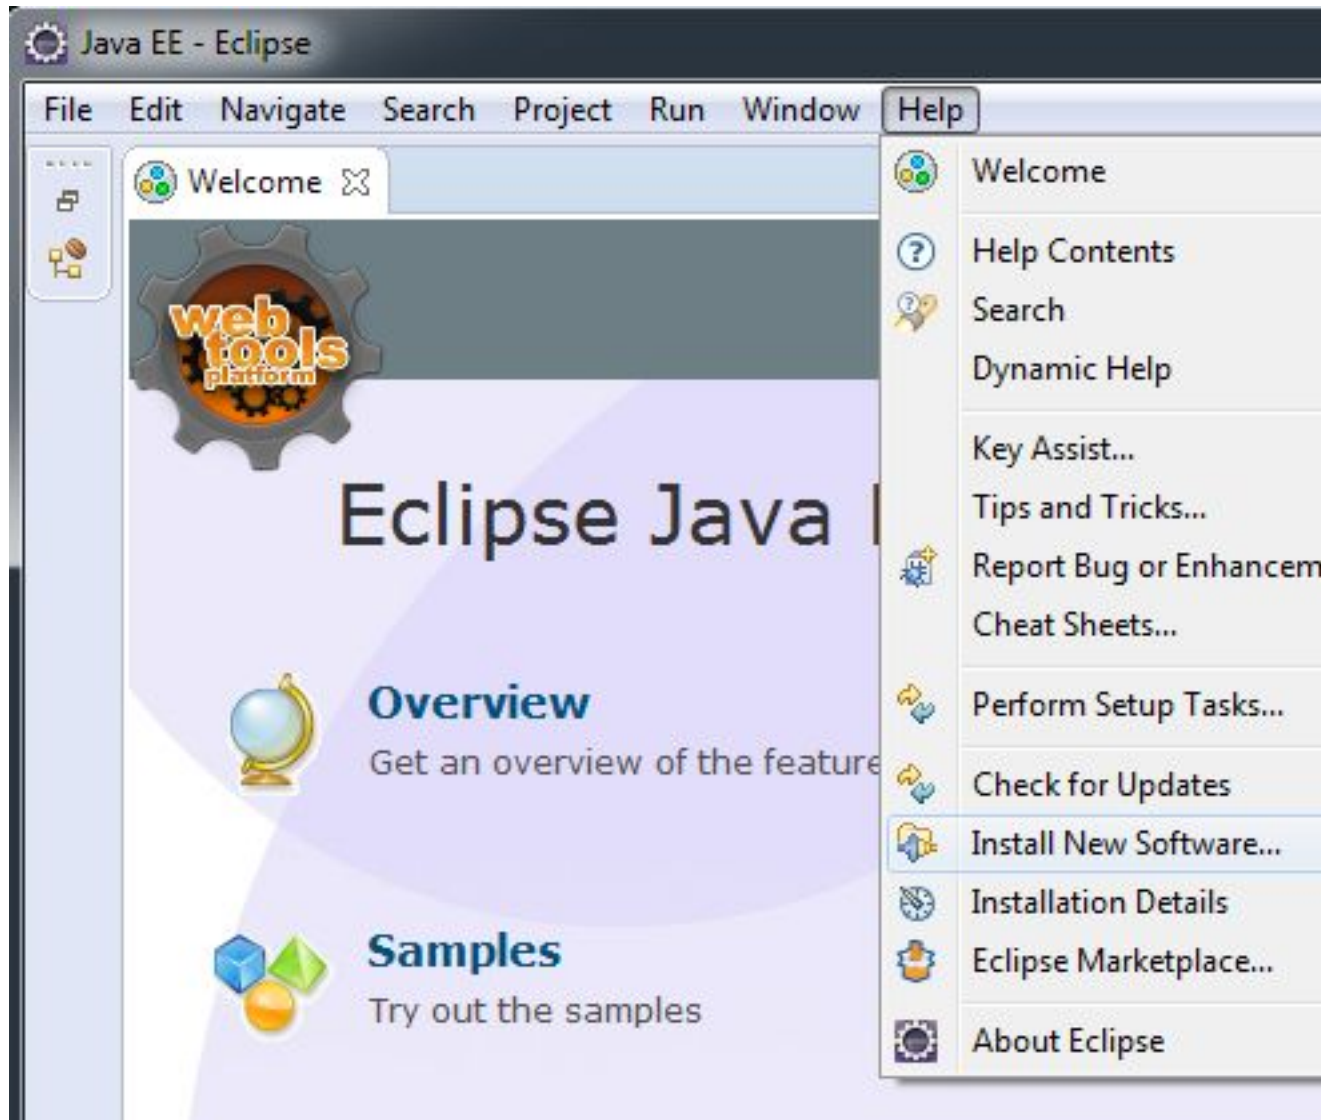 Java EE - Eclipse
File Edit Navigate Search Project Run Window Help
Welcome
web
tools
platform
Eclipse Java
Overview
Get an overview of the feature
Samples
Try out the samples
Welcome
Help Contents
Search
Dynamic Help
Key Assist...
Tips and Tricks...
Report Bug or Enhancem
Cheat Sheets...
Perform Setup Tasks...
Check for Updates
Install New Software...
Installation Details
Eclipse Marketplace...
About Eclipse